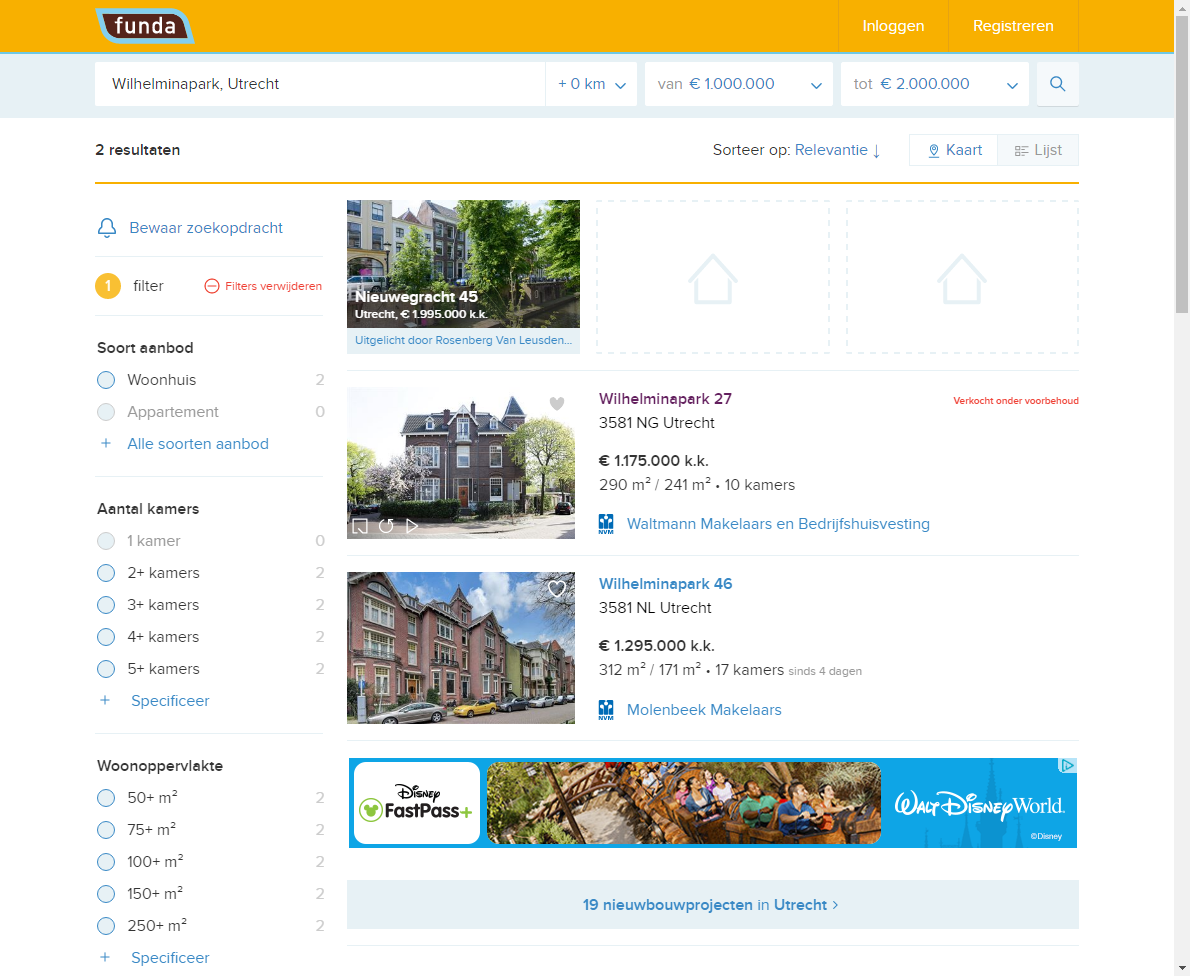 funda
Inloggen
Registreren
Wilhelminapark, Utrecht
+ 0 km
van € 1.000.000
tot € 2.000.000
2 resultaten
Sorteer op: Relevantie ↓
Kaart
Lijst
Bewaar zoekopdracht
1 filter
Filters verwijderen
Soort aanbod
Woonhuis 2
Appartement 0
+ Alle soorten aanbod
Aantal kamers
1 kamer 0
2+ kamers 2
3+ kamers 2
4+ kamers 2
5+ kamers 2
+ Specificeer
Woonoppervlakte
50+ m² 2
75+ m² 2
100+ m² 2
150+ m² 2
250+ m² 2
+ Specificeer
Nieuwegracht 45
Utrecht, € 1.995.000 k.k.
Uitgelicht door Rosenberg Van Leusden...
Wilhelminapark 27
Verkocht onder voorbehoud
3581 NG Utrecht
€ 1.175.000 k.k.
290 m² / 241 m² • 10 kamers
NVM
Waltmann Makelaars en Bedrijfshuisvesting
Wilhelminapark 46
3581 NL Utrecht
€ 1.295.000 k.k.
312 m² / 171 m² • 17 kamers sinds 4 dagen
NVM
Molenbeek Makelaars
Disney
FastPass+
Walt Disney World.
©Disney
19 nieuwbouwprojecten in Utrecht >